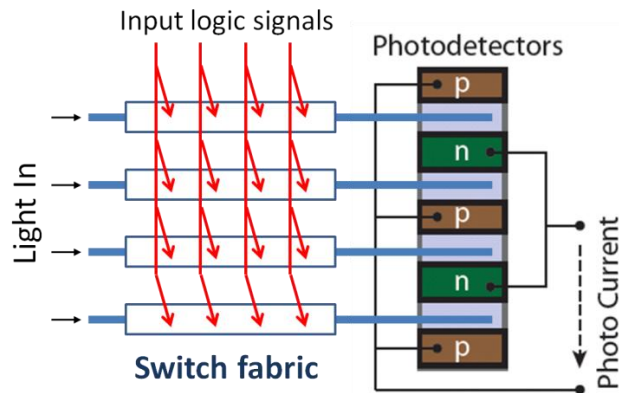 Input logic signals
Photodetectors
Light In
p
n
p
n
p
Photo Current
Switch fabric